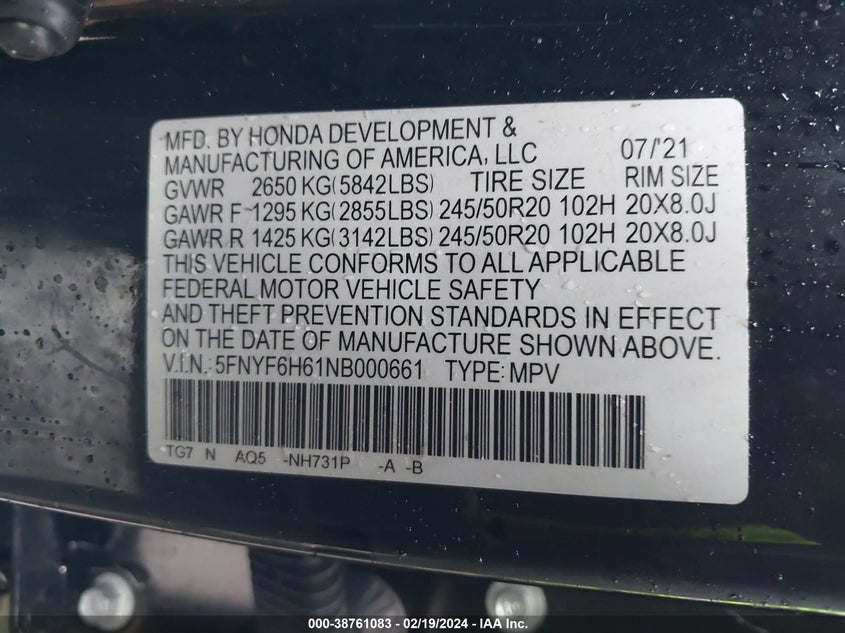 MFD. BY HONDA DEVELOPMENT &
MANUFACTURING OF AMERICA, LLC 07/'21
GVWR 2650 KG(5842LBS) TIRE SIZE RIM SIZE
GAWR F 1295 KG(2855LBS) 245/50R20 102H 20X8.0J
GAWR R 1425 KG(3142LBS) 245/50R20 102H 20X8.0J
THIS VEHICLE CONFORMS TO ALL APPLICABLE
FEDERAL MOTOR VEHICLE SAFETY
AND THEFT PREVENTION STANDARDS IN EFFECT
ON THE DATE OF MANUFACTURE SHOWN ABOVE.
V.I.N.:5FNYF6H61NB000661 TYPE:MPV
TG7 N AQ5 -NH731P -A -B
000-38761083 - 02/19/2024 - IAA Inc.